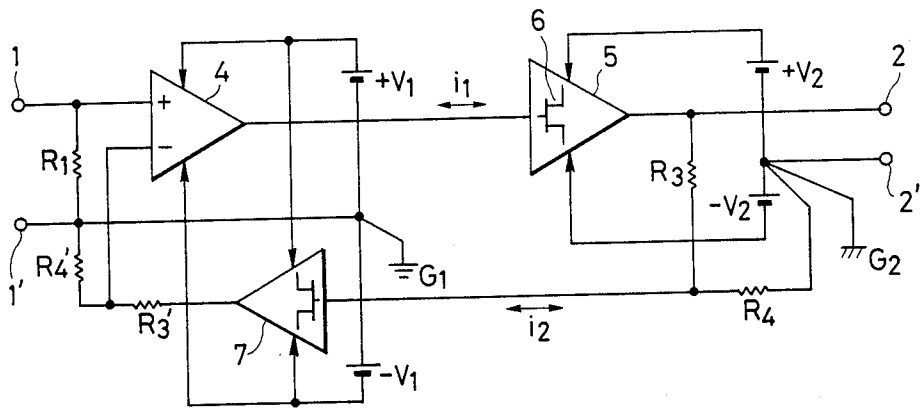 1
4
+V₁
i₁
6
5
+V₂
2
+
−
R₁
R₃
2'
−V₂
1'
R₄'
G₁
G₂
R₃'
7
i₂
R₄
−V₁